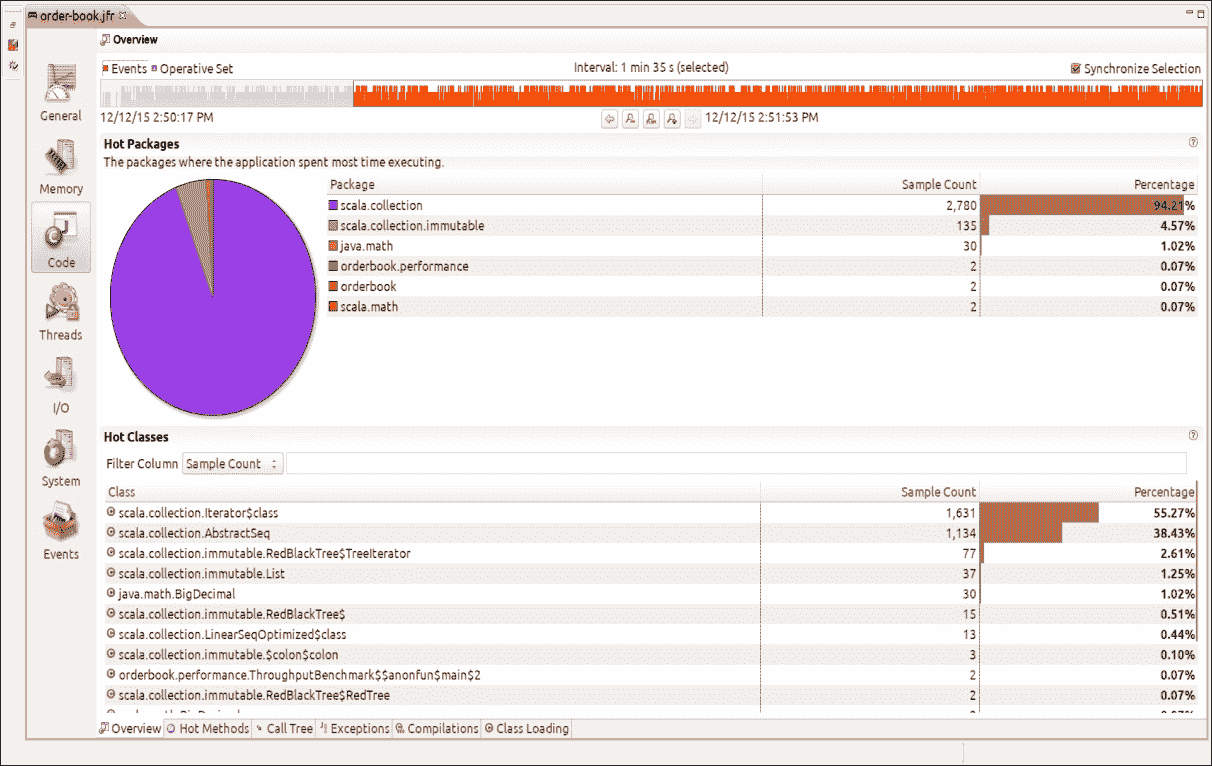 order-book.jfr
Overview
Events Operative Set Interval: 1 min 35 s (selected) Synchronize Selection
12/12/15 2:50:17 PM 12/12/15 2:51:53 PM
General
Memory
Code
Threads
I/O
System
Events
Hot Packages
The packages where the application spent most time executing.
Package Sample Count Percentage
scala.collection 2,780 94.21%
scala.collection.immutable 135 4.57%
java.math 30 1.02%
orderbook.performance 2 0.07%
orderbook 2 0.07%
scala.math 2 0.07%
Hot Classes
Filter Column Sample Count
Class Sample Count Percentage
scala.collection.Iterator$class 1,631 55.27%
scala.collection.AbstractSeq 1,134 38.43%
scala.collection.immutable.RedBlackTree$TreeIterator 77 2.61%
scala.collection.immutable.List 37 1.25%
java.math.BigDecimal 30 1.02%
scala.collection.immutable.RedBlackTree$ 15 0.51%
scala.collection.LinearSeqOptimized$class 13 0.44%
scala.collection.immutable.$colon$colon 3 0.10%
orderbook.performance.ThroughputBenchmark$$anonfun$main$2 2 0.07%
scala.collection.immutable.RedBlackTree$RedTree 2 0.07%
Overview Hot Methods Call Tree Exceptions Compilations Class Loading